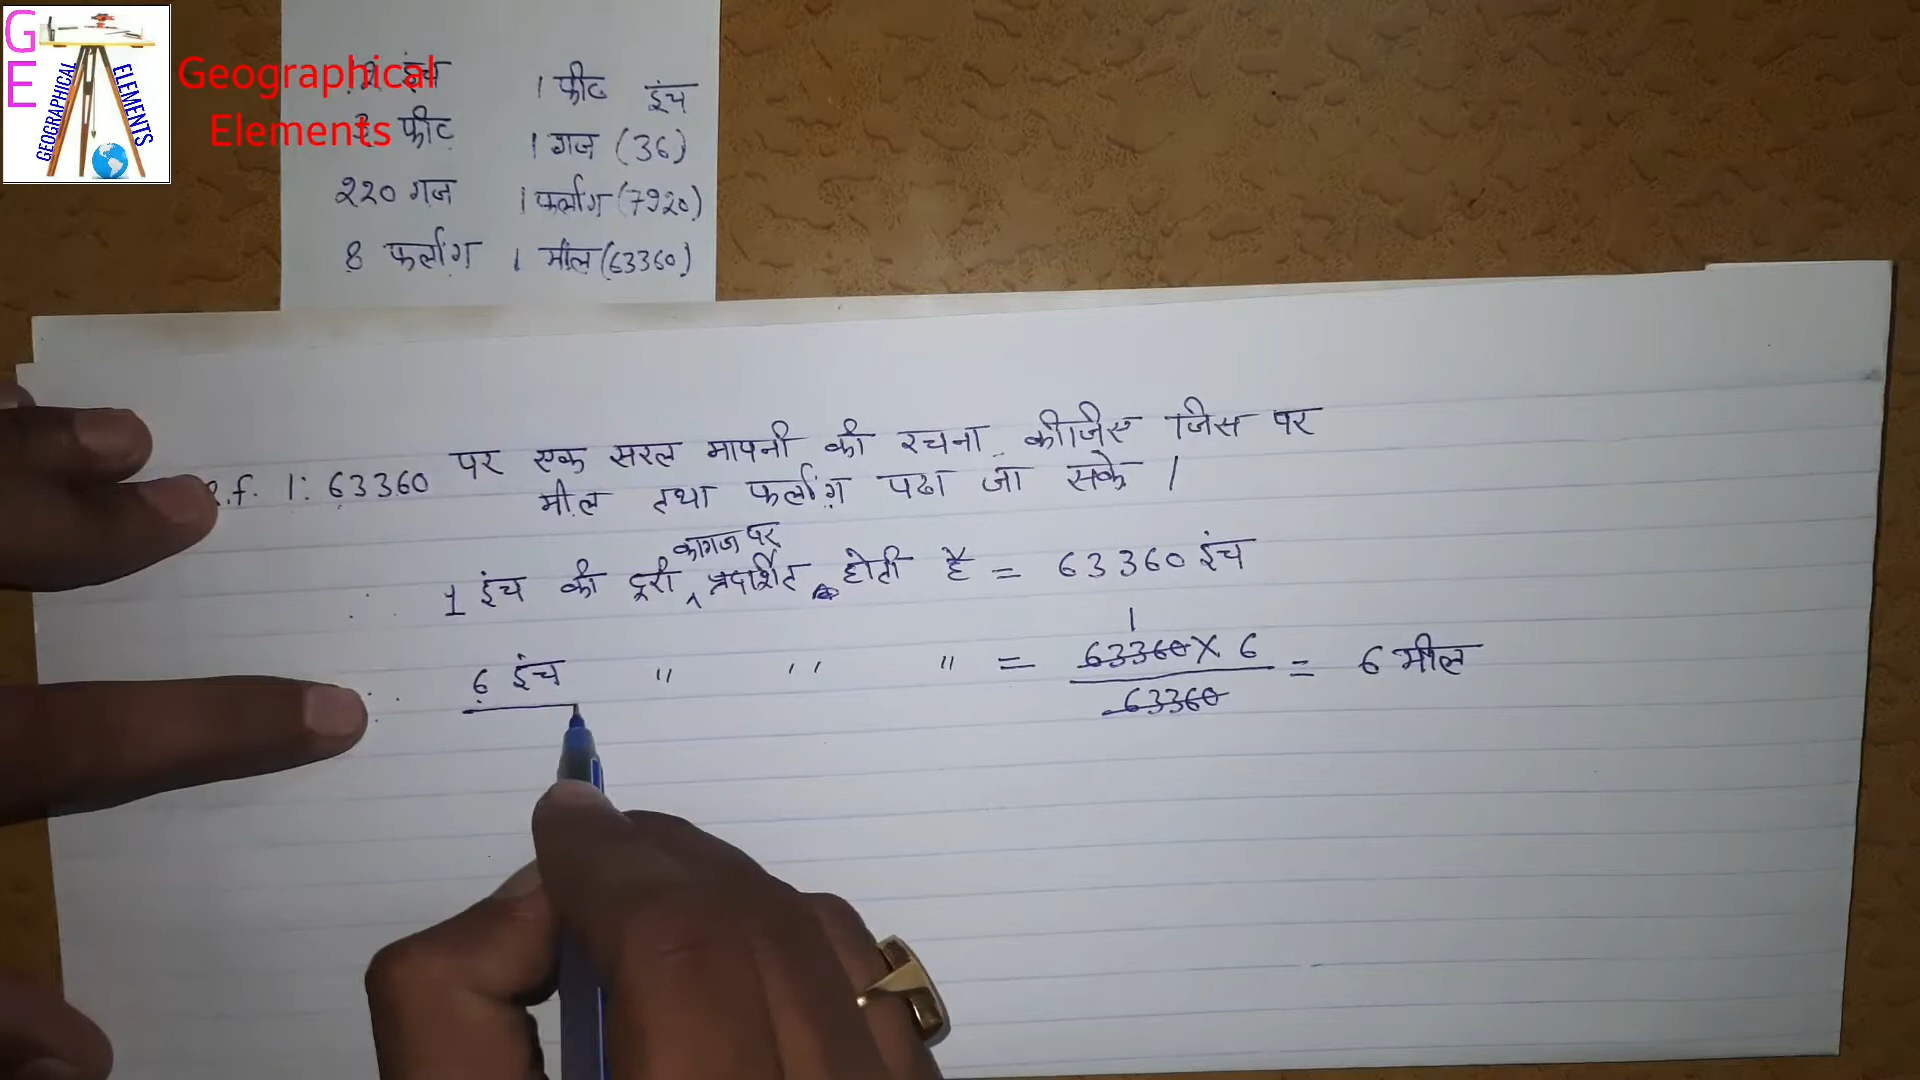 G
E
GEOGRAPHICAL
ELEMENTS
Geographical
Elements
इंच 1 फीट इंच
3 फीट 1 गज (36)
220 गज 1 फर्लांग (7920)
8 फर्लांग 1 मील (63360)
R.f. 1: 63360 पर एक सरल मापनी की रचना कीजिए जिस पर
मील तथा फर्लांग पढा जा सके ।
कागज पर
∴ 1 इंच की दूरी ^ प्रदर्शित होती है = 63360 इंच
1
∴ 6 इंच " " " = 63360 X 6 = 6 मील
63360